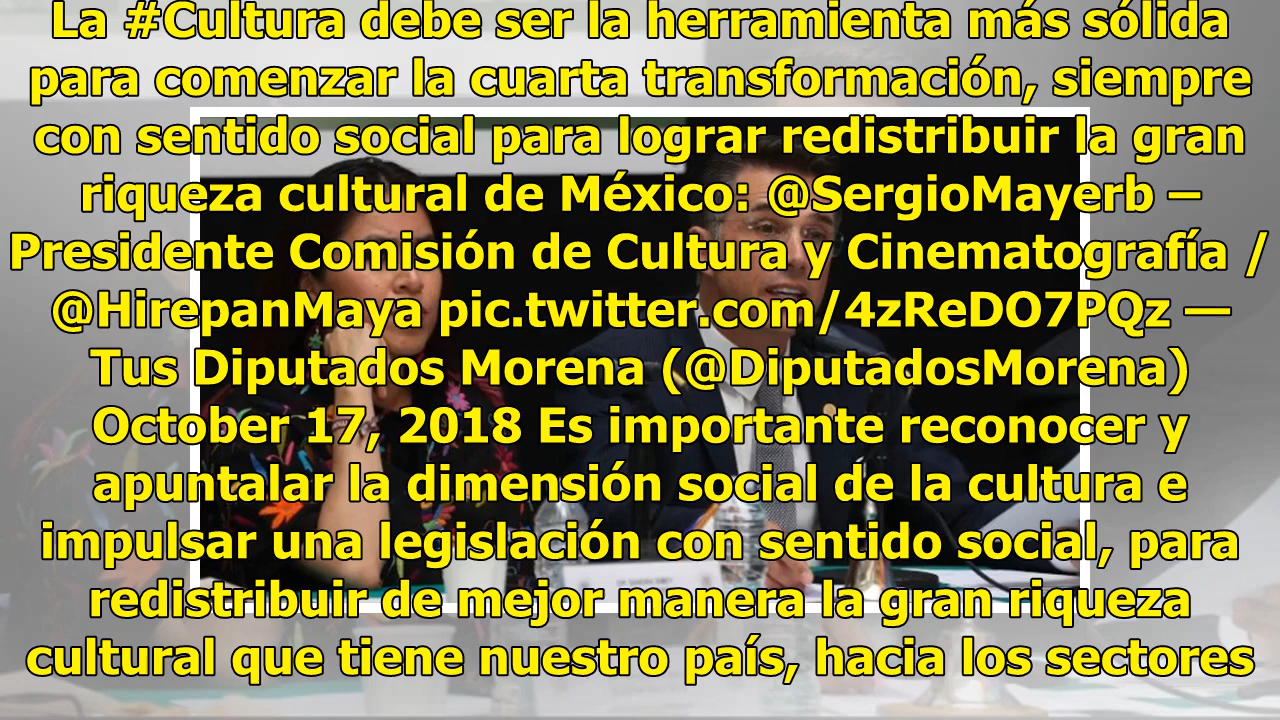 La #Cultura debe ser la herramienta más sólida
para comenzar la cuarta transformación, siempre
con sentido social para lograr redistribuir la gran
riqueza cultural de México: @SergioMayerb –
Presidente Comisión de Cultura y Cinematografía /
@HirepanMaya pic.twitter.com/4zReDO7PQz —
Tus Diputados Morena (@DiputadosMorena)
October 17, 2018 Es importante reconocer y
apuntalar la dimensión social de la cultura e
impulsar una legislación con sentido social, para
redistribuir de mejor manera la gran riqueza
cultural que tiene nuestro país, hacia los sectores